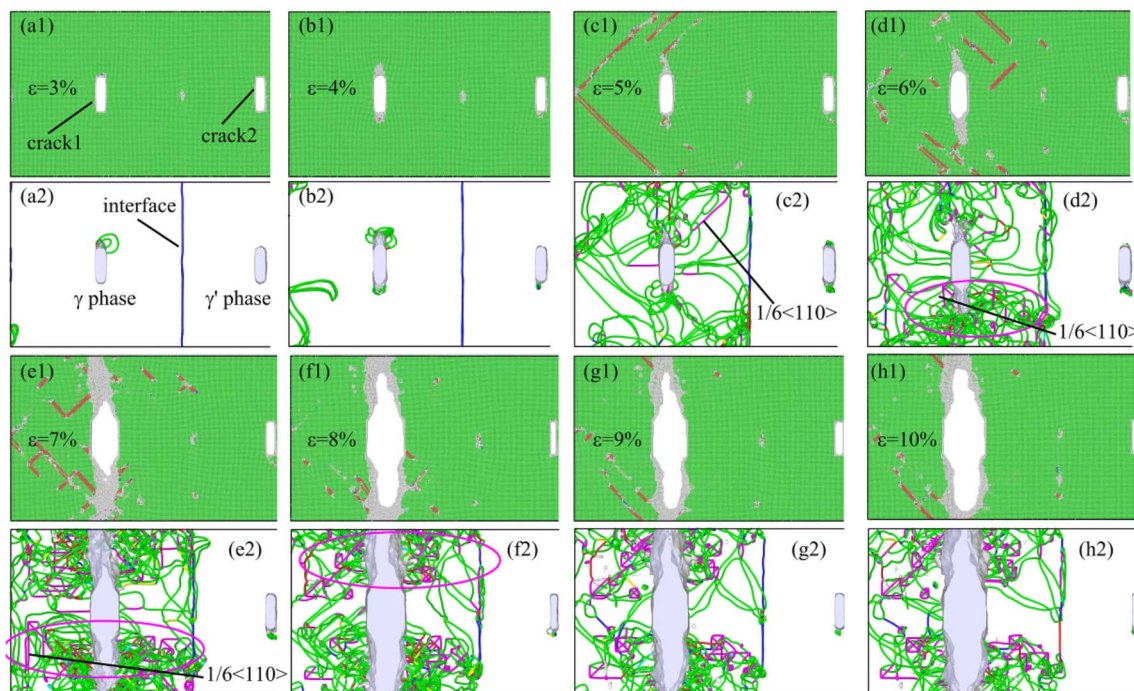 (a1)
(b1)
(c1)
(d1)
ε=3%
ε=4%
ε=5%
ε=6%
crack1
crack2
(a2)
(b2)
(c2)
(d2)
interface
γ phase
γ' phase
1/6<110>
1/6<110>
(e1)
(f1)
(g1)
(h1)
ε=7%
ε=8%
ε=9%
ε=10%
(e2)
(f2)
(g2)
(h2)
1/6<110>